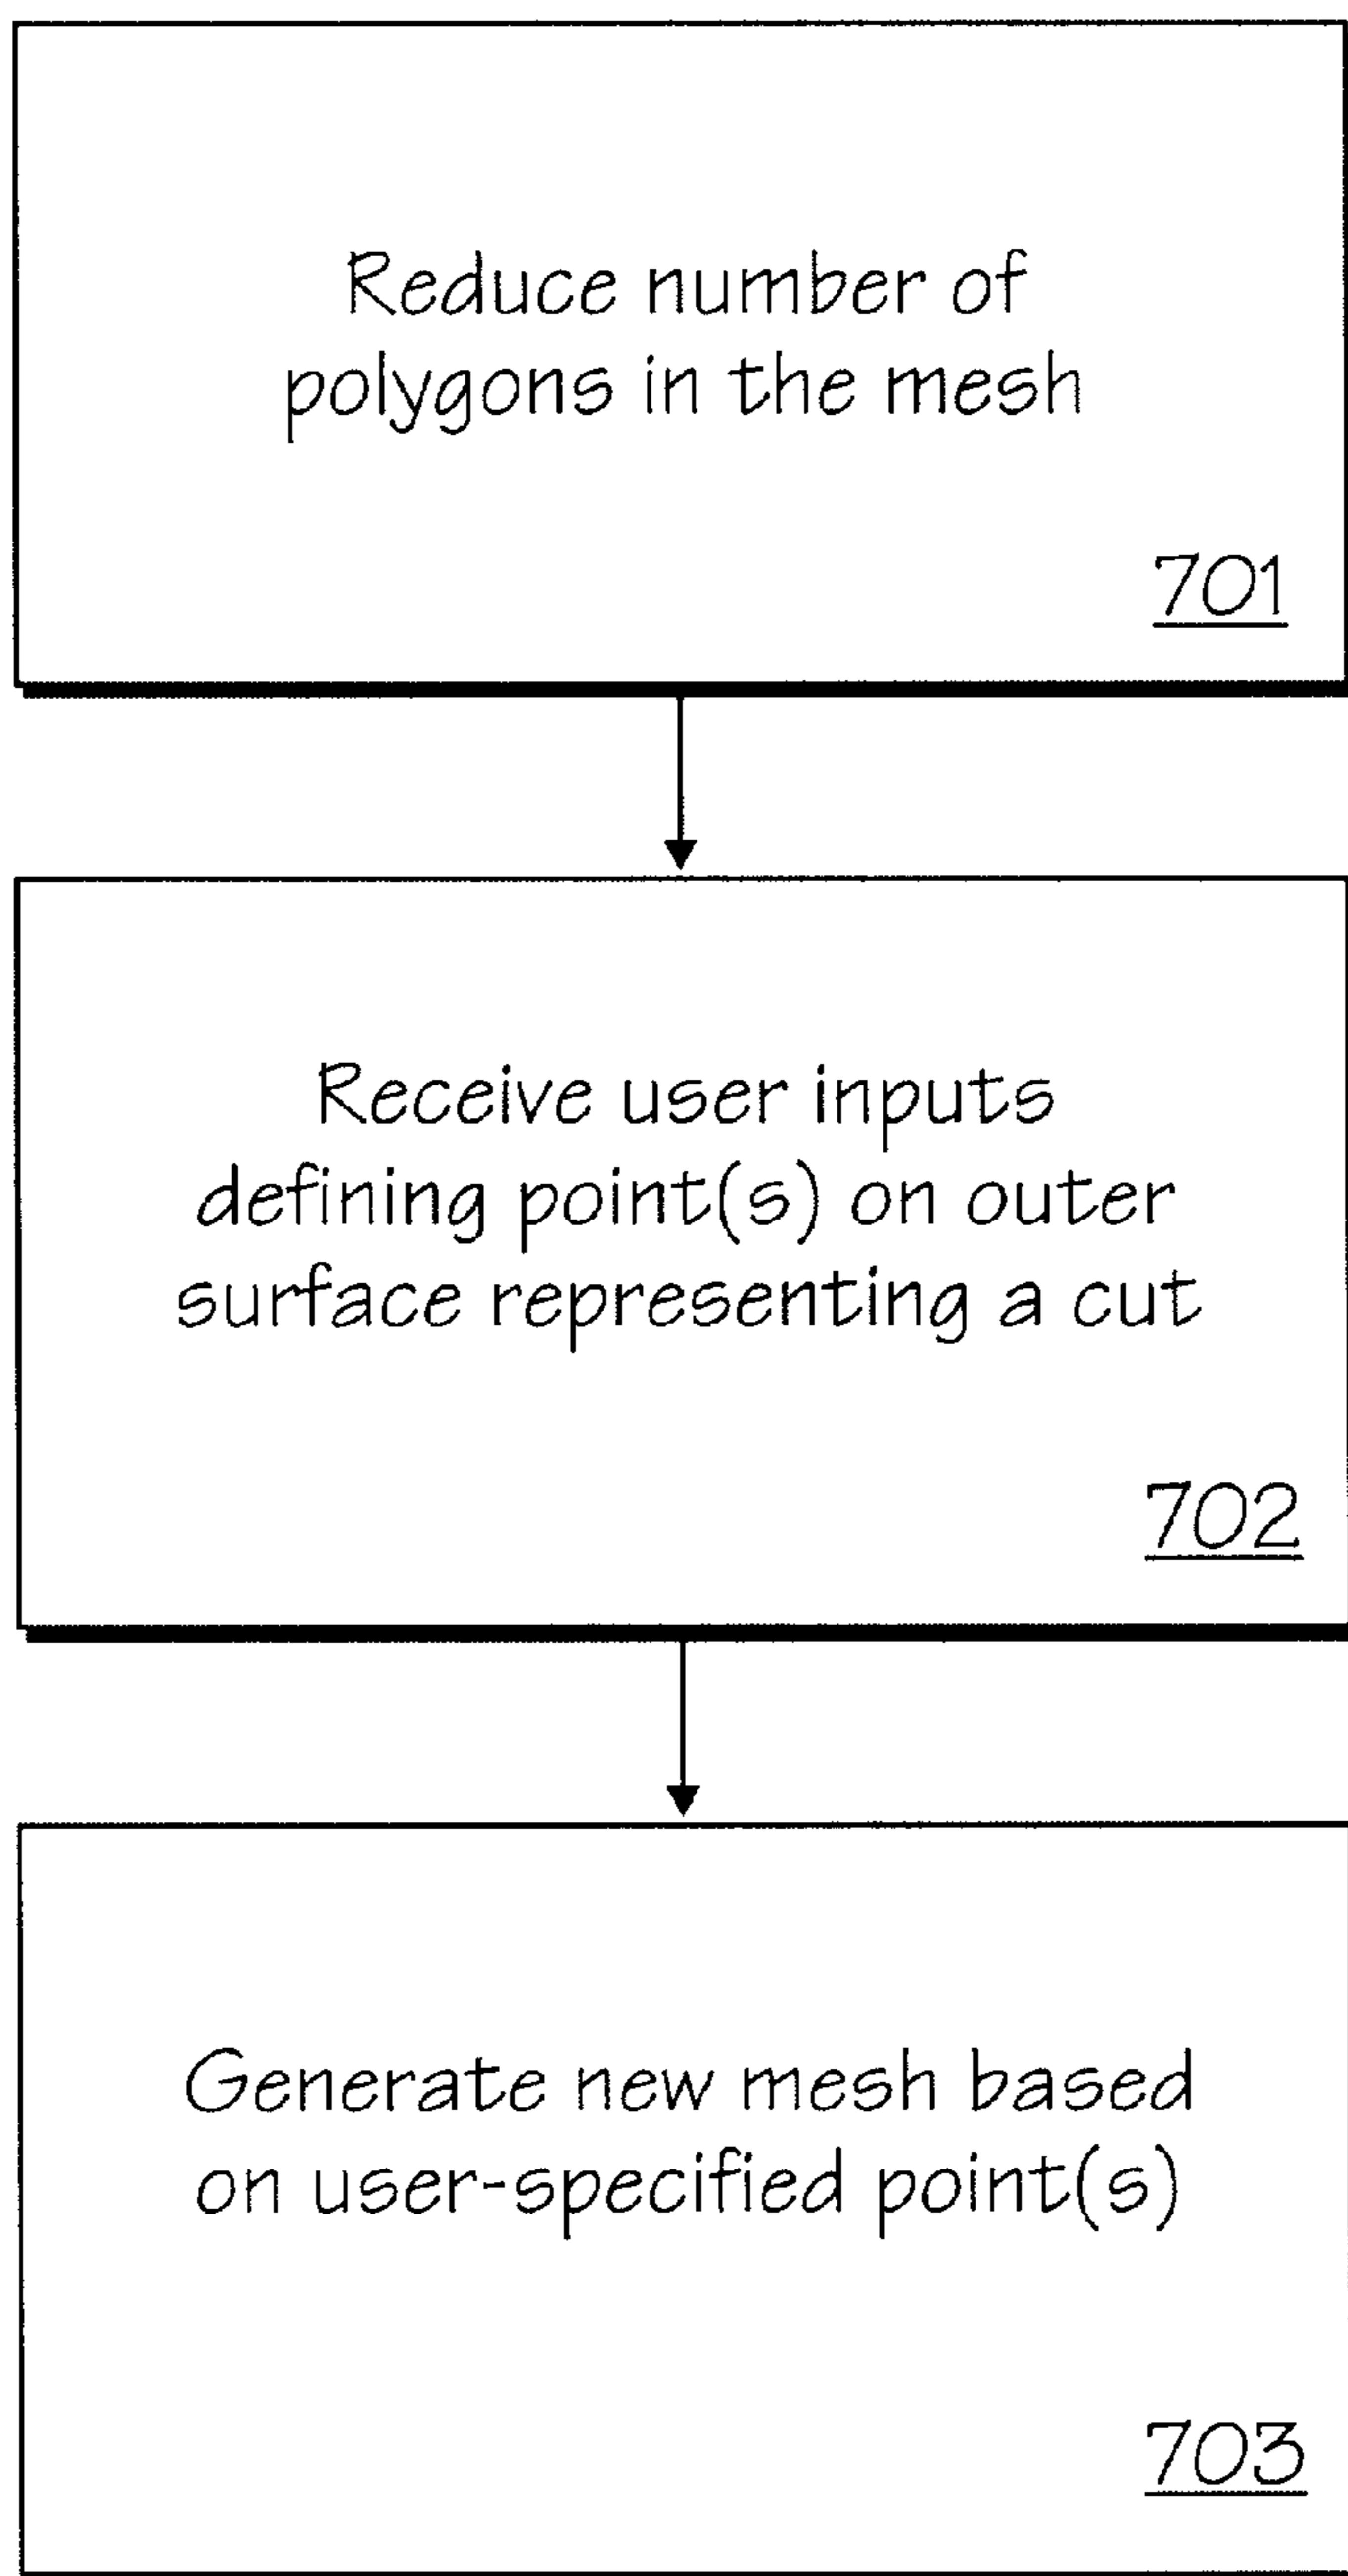 Reduce number of
polygons in the mesh
701
Receive user inputs
defining point(s) on outer
surface representing a cut
702
Generate new mesh based
on user-specified point(s)
703